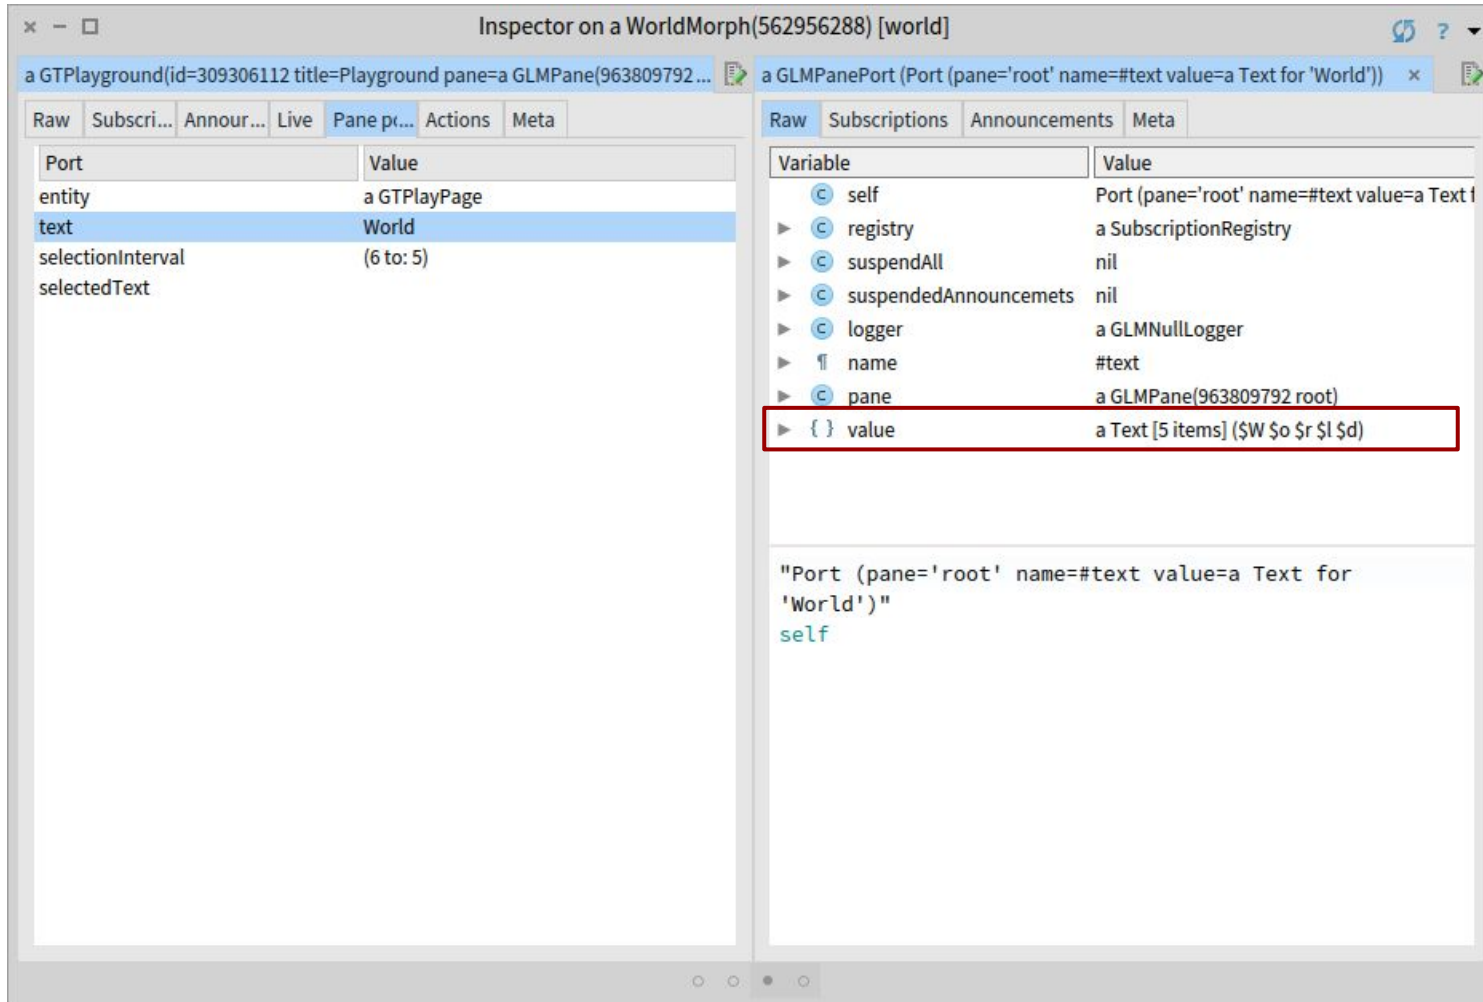 Inspector on a WorldMorph(562956288) [world]
?
a GTPlayground(id=309306112 title=Playground pane=a GLMPane(963809792 ...
Raw Subscri... Annour... Live Pane po... Actions Meta
Port Value
entity a GTPlayPage
text World
selectionInterval (6 to: 5)
selectedText
a GLMPanePort (Port (pane='root' name=#text value=a Text for 'World'))
Raw Subscriptions Announcements Meta
Variable Value
self Port (pane='root' name=#text value=a Text f
registry a SubscriptionRegistry
suspendAll nil
suspendedAnnouncemets nil
logger a GLMNullLogger
name #text
pane a GLMPane(963809792 root)
{ } value a Text [5 items] ($W $o $r $l $d)
"Port (pane='root' name=#text value=a Text for
'World')"
self